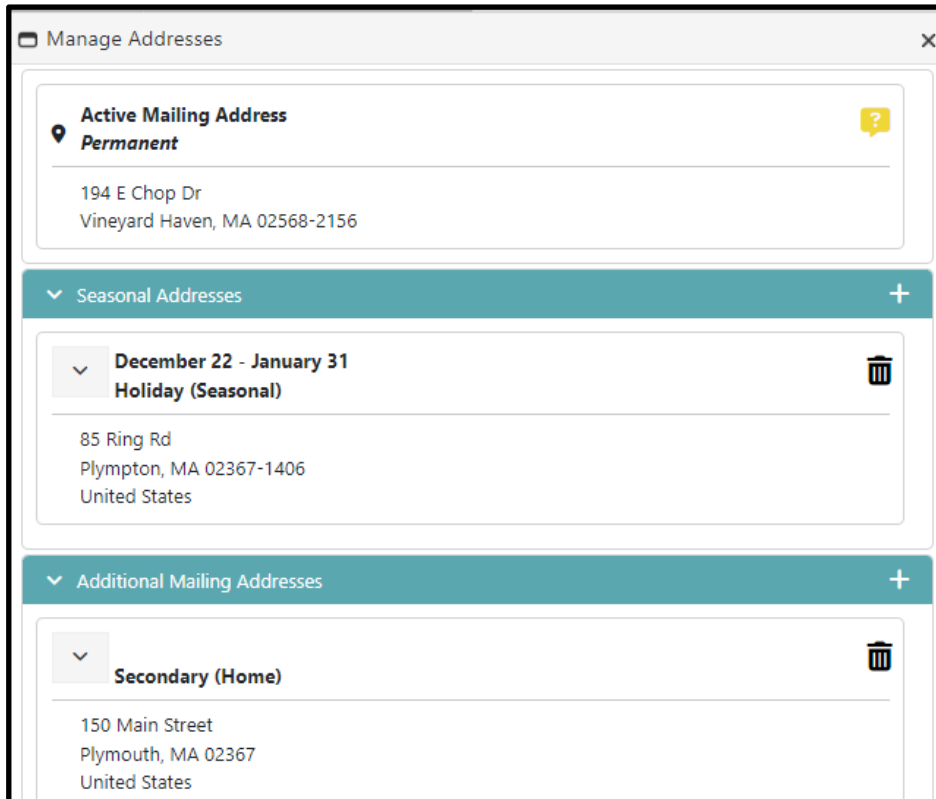 Manage Addresses
Active Mailing Address
Permanent
194 E Chop Dr
Vineyard Haven, MA 02568-2156
Seasonal Addresses
December 22 - January 31
Holiday (Seasonal)
85 Ring Rd
Plympton, MA 02367-1406
United States
Additional Mailing Addresses
Secondary (Home)
150 Main Street
Plymouth, MA 02367
United States